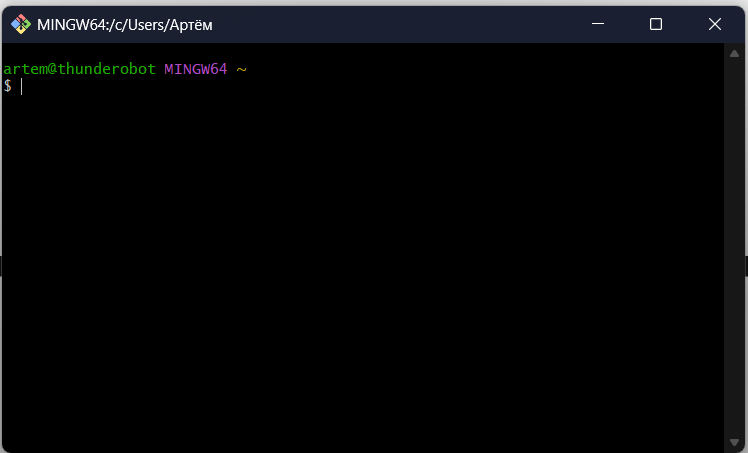 MINGW64:/c/Users/Артём
artem@thunderobot MINGW64 ~
$